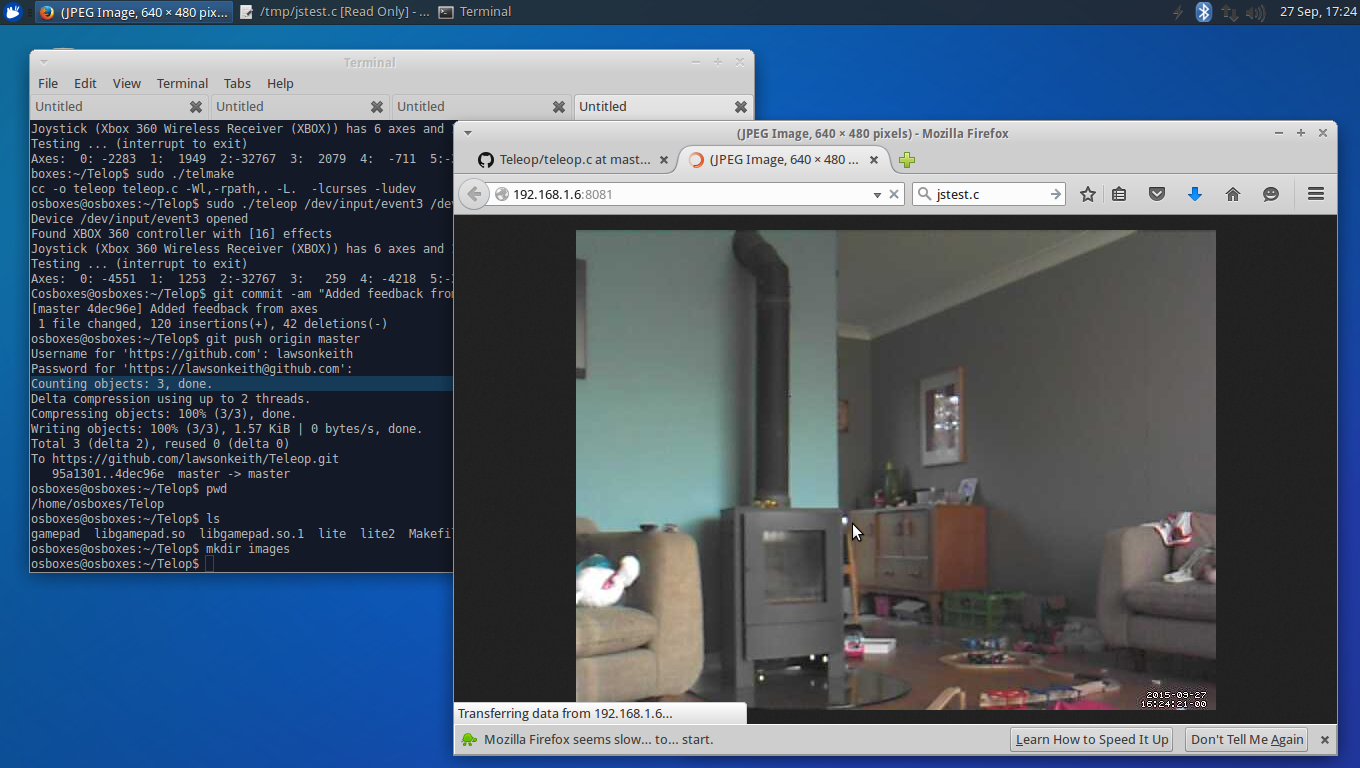 (JPEG Image, 640 × 480 pix...
/tmp/jstest.c [Read Only] - ...
Terminal
27 Sep, 17:24
Terminal
File Edit View Terminal Tabs Help
Untitled Untitled Untitled Untitled
Joystick (Xbox 360 Wireless Receiver (XBOX)) has 6 axes and
Testing ... (interrupt to exit)
Axes: 0: -2283 1: 1949 2:-32767 3: 2079 4: -711 5:-
boxes:~/Telop$ sudo ./telmake
cc -o teleop teleop.c -Wl,-rpath,. -L. -lcurses -ludev
osboxes@osboxes:~/Telop$ sudo ./teleop /dev/input/event3 /de
Device /dev/input/event3 opened
Found XBOX 360 controller with [16] effects
Joystick (Xbox 360 Wireless Receiver (XBOX)) has 6 axes and
Testing ... (interrupt to exit)
Axes: 0: -4551 1: 1253 2:-32767 3: 259 4: -4218 5:-
Cosboxes@osboxes:~/Telop$ git commit -am "Added feedback from
[master 4dec96e] Added feedback from axes
1 file changed, 120 insertions(+), 42 deletions(-)
osboxes@osboxes:~/Telop$ git push origin master
Username for 'https://github.com': lawsonkeith
Password for 'https://lawsonkeith@github.com':
Counting objects: 3, done.
Delta compression using up to 2 threads.
Compressing objects: 100% (3/3), done.
Writing objects: 100% (3/3), 1.57 KiB | 0 bytes/s, done.
Total 3 (delta 2), reused 0 (delta 0)
To https://github.com/lawsonkeith/Teleop.git
95a1301..4dec96e master -> master
osboxes@osboxes:~/Telop$ pwd
/home/osboxes/Telop
osboxes@osboxes:~/Telop$ ls
gamepad libgamepad.so libgamepad.so.1 lite lite2 Makefil
osboxes@osboxes:~/Telop$ mkdir images
osboxes@osboxes:~/Telop$
(JPEG Image, 640 × 480 pixels) - Mozilla Firefox
Teleop/teleop.c at mast... (JPEG Image, 640 × 480 ...
192.168.1.6:8081 jstest.c
2015-09-27
16:24:21-00
Transferring data from 192.168.1.6...
Mozilla Firefox seems slow... to... start. Learn How to Speed It Up Don't Tell Me Again